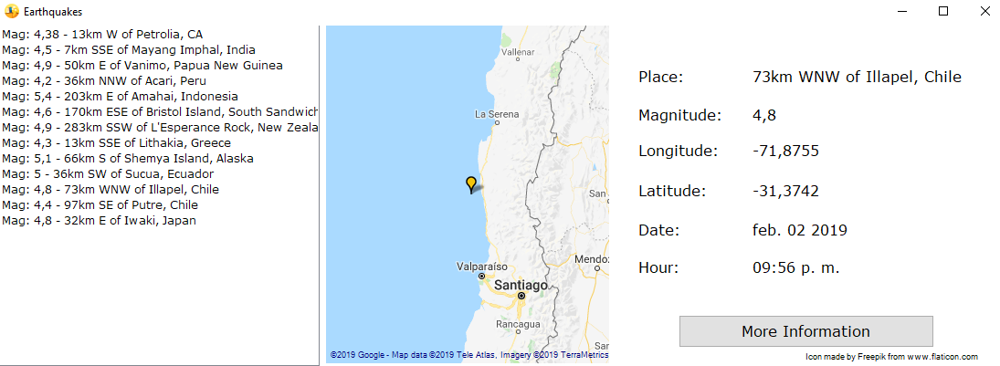 Earthquakes
Mag: 4,38 - 13km W of Petrolia, CA
Mag: 4,5 - 7km SSE of Mayang Imphal, India
Mag: 4,9 - 50km E of Vanimo, Papua New Guinea
Mag: 4,2 - 36km NNW of Acari, Peru
Mag: 5,4 - 203km E of Amahai, Indonesia
Mag: 4,6 - 170km ESE of Bristol Island, South Sandwich
Mag: 4,9 - 283km SSW of L'Esperance Rock, New Zeala
Mag: 4,3 - 13km SSE of Lithakia, Greece
Mag: 5,1 - 66km S of Shemya Island, Alaska
Mag: 5 - 36km SW of Sucua, Ecuador
Mag: 4,8 - 73km WNW of Illapel, Chile
Mag: 4,4 - 97km SE of Putre, Chile
Mag: 4,8 - 32km E of Iwaki, Japan
Vallenar
La Serena
San
Valparaíso
Mendo
Santiago
Rancagua
©2019 Google - Map data ©2019 Tele Atlas, Imagery ©2019 TerraMetrics
Place: 73km WNW of Illapel, Chile
Magnitude: 4,8
Longitude: -71,8755
Latitude: -31,3742
Date: feb. 02 2019
Hour: 09:56 p. m.
More Information
Icon made by Freepik from www.flaticon.com